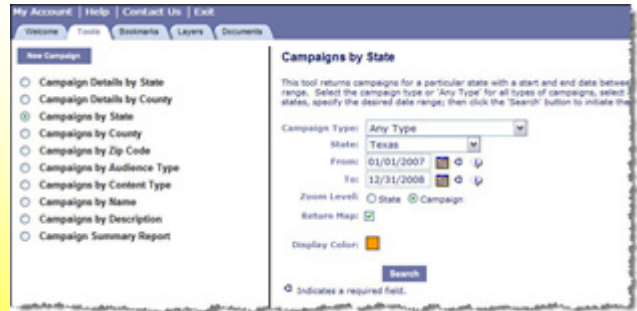 My Account | Help | Contact Us | Exit
Welcome Tools Bookmarks Layers Documents
New Campaign
Campaign Details by State
Campaign Details by County
Campaigns by State
Campaigns by County
Campaigns by Zip Code
Campaigns by Audience Type
Campaigns by Content Type
Campaigns by Name
Campaigns by Description
Campaign Summary Report
Campaigns by State
This tool returns campaigns for a particular state with a start and end date betwee
range. Select the campaign type or 'Any Type' for all types of campaigns, select
states, specify the desired date range; then click the 'Search' button to initiate the
Campaign Type: Any Type
State: Texas
From: 01/01/2007
To: 12/31/2008
Zoom Level: State Campaign
Return Map:
Display Color:
Search
Indicates a required field.